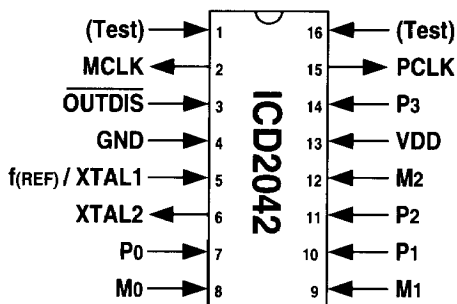 (Test) 1 16 (Test)
MCLK 2 15 PCLK
OUTDIS 3 14 P3
GND 4 13 VDD
f(REF) / XTAL1 5 12 M2
XTAL2 6 11 P2
P0 7 10 P1
M0 8 9 M1
ICD2042